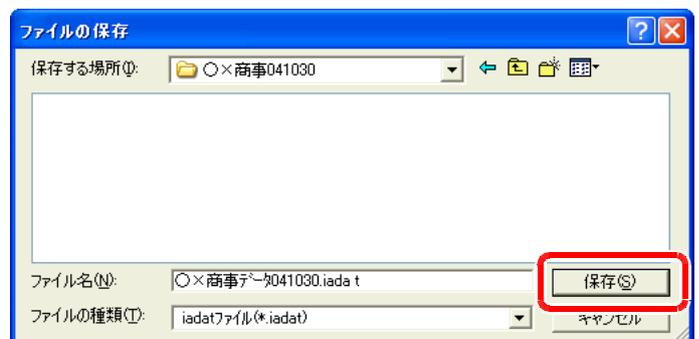 ファイルの保存
保存する場所(I): ○×商事041030
ファイル名(N): ○×商事データ041030.iada t 保存(S)
ファイルの種類(T): iadatファイル(*.iadat) キャンセル